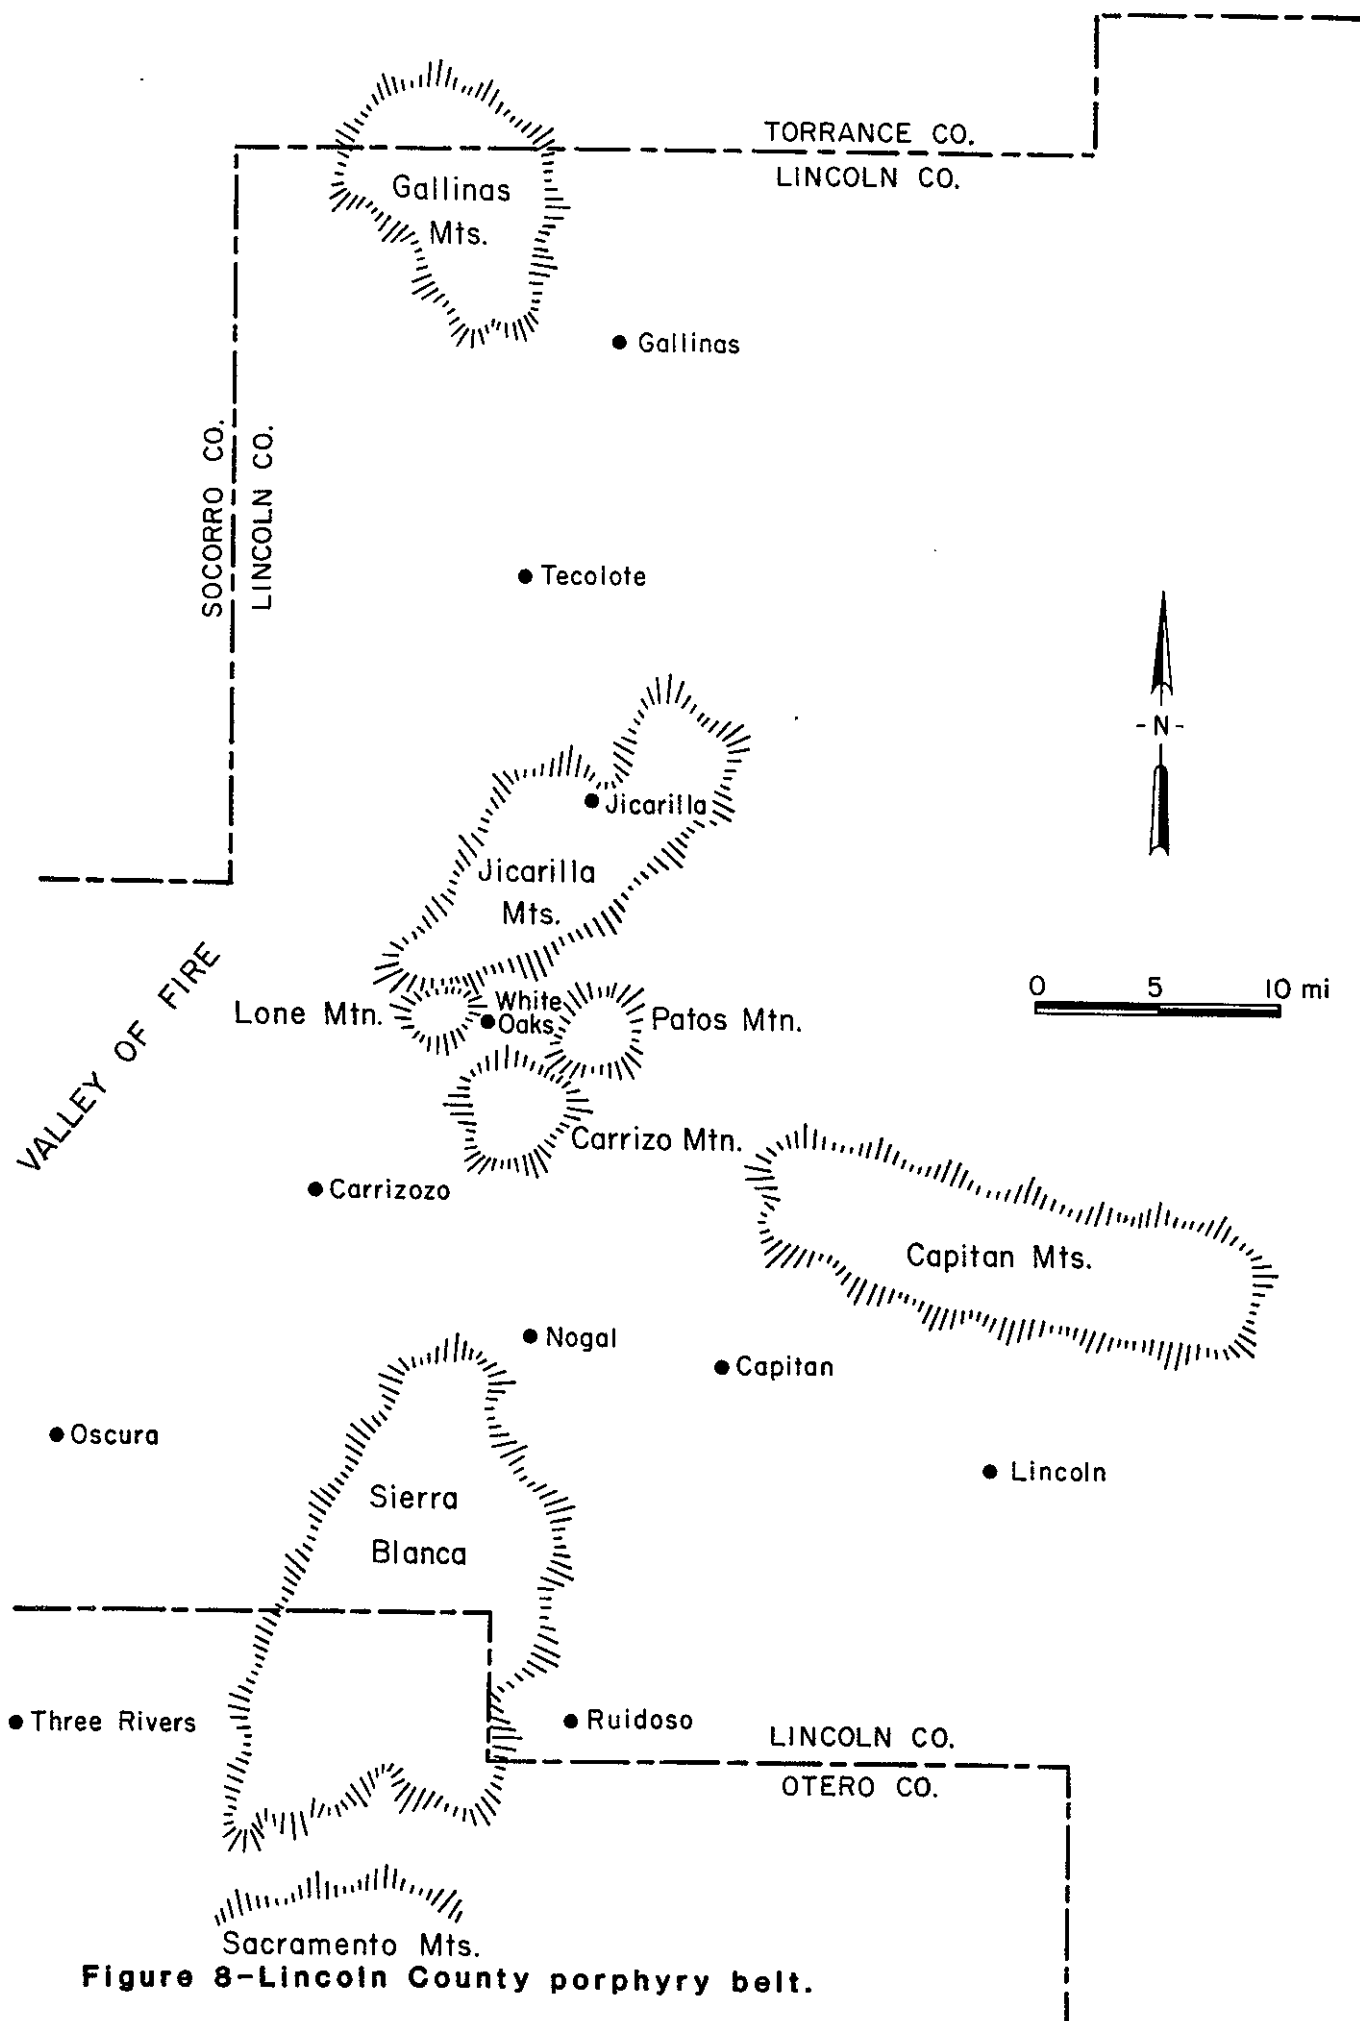 TORRANCE CO.
LINCOLN CO.
Gallinas
Mts.
Gallinas
SOCORRO CO.
LINCOLN CO.
Tecolote
-N-
Jicarilla
Jicarilla
Mts.
VALLEY OF FIRE
0 5 10 mi
Lone Mtn.
White
Oaks
Patos Mtn.
Carrizo Mtn.
Carrizozo
Capitan Mts.
Nogal
Capitan
Oscura
Lincoln
Sierra
Blanca
Three Rivers
Ruidoso
LINCOLN CO.
OTERO CO.
Sacramento Mts.
Figure 8-Lincoln County porphyry belt.